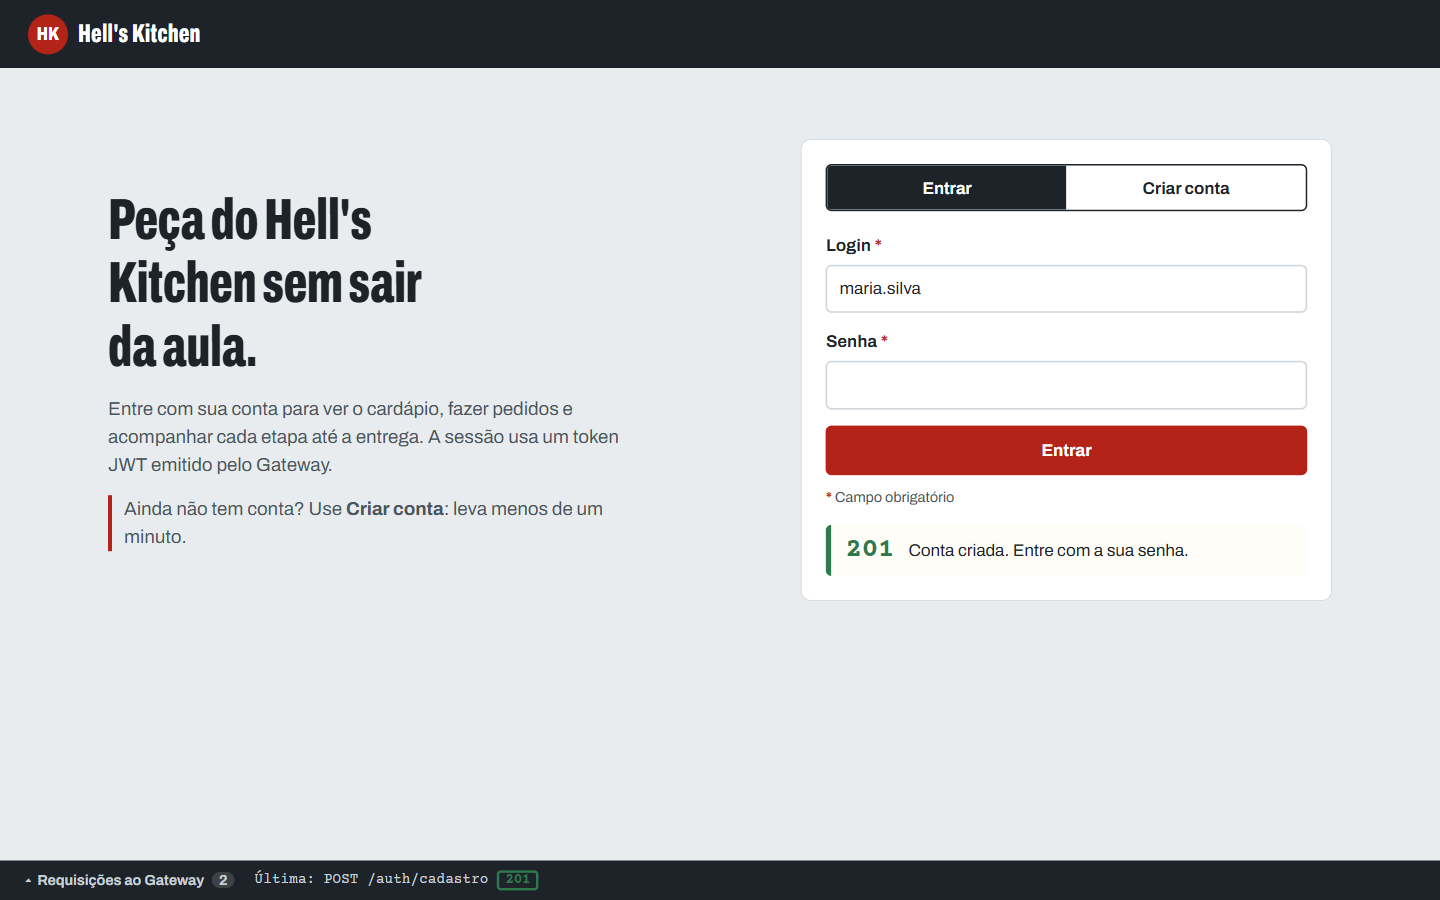 HK Hell's Kitchen
Peça do Hell's
Kitchen sem sair
da aula.
Entre com sua conta para ver o cardápio, fazer pedidos e
acompanhar cada etapa até a entrega. A sessão usa um token
JWT emitido pelo Gateway.
Ainda não tem conta? Use Criar conta: leva menos de um
minuto.
Entrar Criar conta
Login *
maria.silva
Senha *
Entrar
* Campo obrigatório
201 Conta criada. Entre com a sua senha.
Requisições ao Gateway 2 Última: POST /auth/cadastro 201